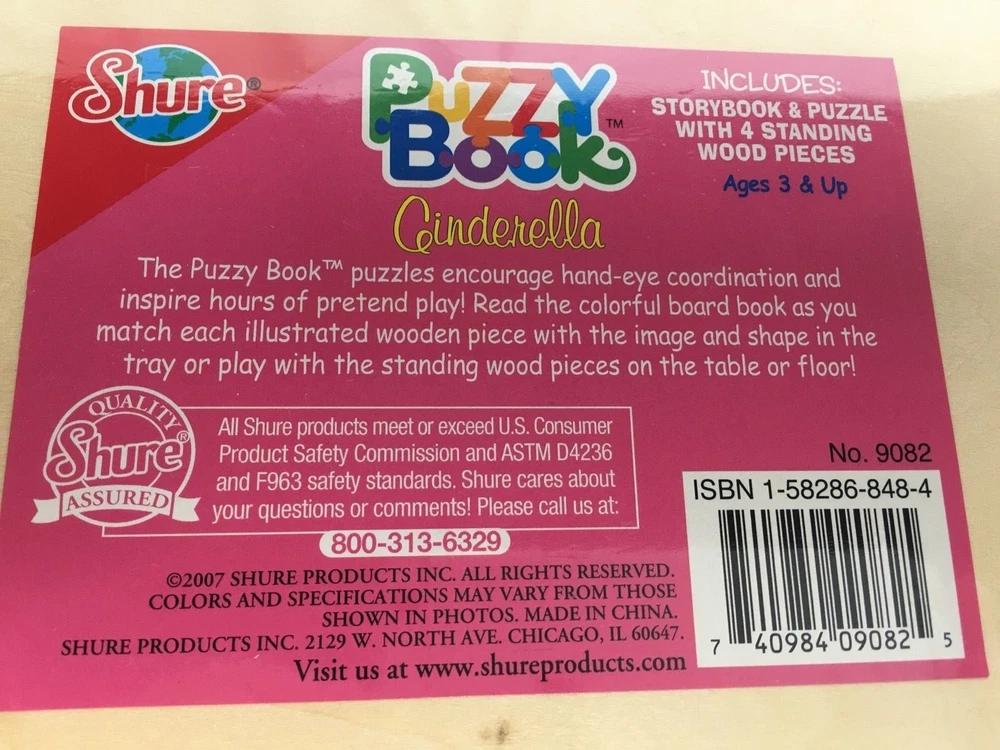 Shure®
PUZZY
BOOK™
Cinderella
INCLUDES:
STORYBOOK & PUZZLE
WITH 4 STANDING
WOOD PIECES
Ages 3 & Up
The Puzzy Book™ puzzles encourage hand-eye coordination and
inspire hours of pretend play! Read the colorful board book as you
match each illustrated wooden piece with the image and shape in the
tray or play with the standing wood pieces on the table or floor!
QUALITY
Shure®
ASSURED
All Shure products meet or exceed U.S. Consumer
Product Safety Commission and ASTM D4236
and F963 safety standards. Shure cares about
your questions or comments! Please call us at:
800-313-6329
©2007 SHURE PRODUCTS INC. ALL RIGHTS RESERVED.
COLORS AND SPECIFICATIONS MAY VARY FROM THOSE
SHOWN IN PHOTOS. MADE IN CHINA.
SHURE PRODUCTS INC. 2129 W. NORTH AVE. CHICAGO, IL 60647.
Visit us at www.shureproducts.com
No. 9082
ISBN 1-58286-848-4
7 40984 09082 5